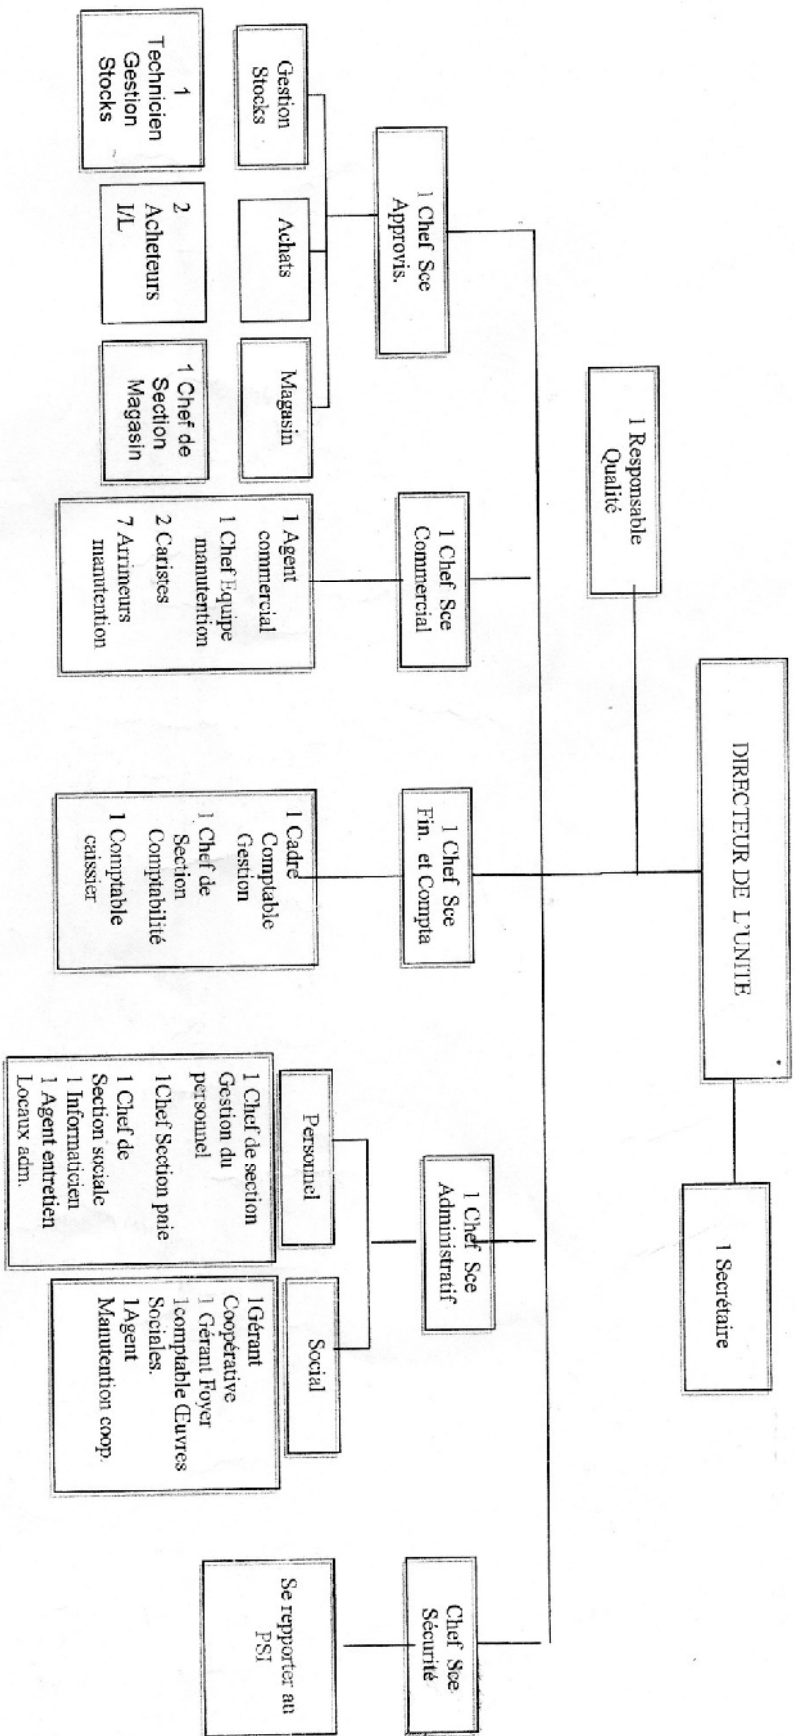 DIRECTEUR DE L'UNITE
1 Secrétaire
1 Responsable
Qualité
1 Chef Sce
Approvis.
1 Chef Sce
Commercial
1 Chef Sce
Fin. et Compta
1 Chef Sce
Administratif
Chef Sce
Sécurité
Gestion
Stocks
Achats
Magasin
1
Technicien
Gestion
Stocks
2
Acheteurs
I/L
1 Chef de
Section
Magasin
1 Agent
commercial
1 Chef Equipe
manutention
2 Caristes
7 Arrimeurs
manutention
1 Cadre
Comptable
Gestion
1 Chef de
Section
Comptabilité
1 Comptable
caissier
Personnel
Social
1 Chef de section
Gestion du
personnel
1Chef Section paie
1 Chef de
Section sociale
1 Informaticien
1 Agent entretien
Locaux adm.
1Gérant
Coopérative
1 Gérant Foyer
1comptable Œuvres
Sociales.
1Agent
Manutention coop.
Se repporter au
PSI